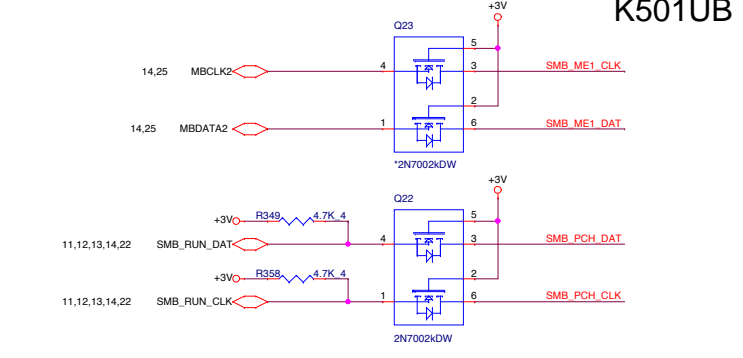 K501UB
+3V
Q23
5
14,25 MBCLK2 4 3 SMB_ME1_CLK
2
14,25 MBDATA2 1 6 SMB_ME1_DAT
*2N7002kDW
+3V
Q22
+3V R349 4.7K_4 5
11,12,13,14,22 SMB_RUN_DAT 4 3 SMB_PCH_DAT
+3V R358 4.7K_4 2
11,12,13,14,22 SMB_RUN_CLK 1 6 SMB_PCH_CLK
2N7002kDW